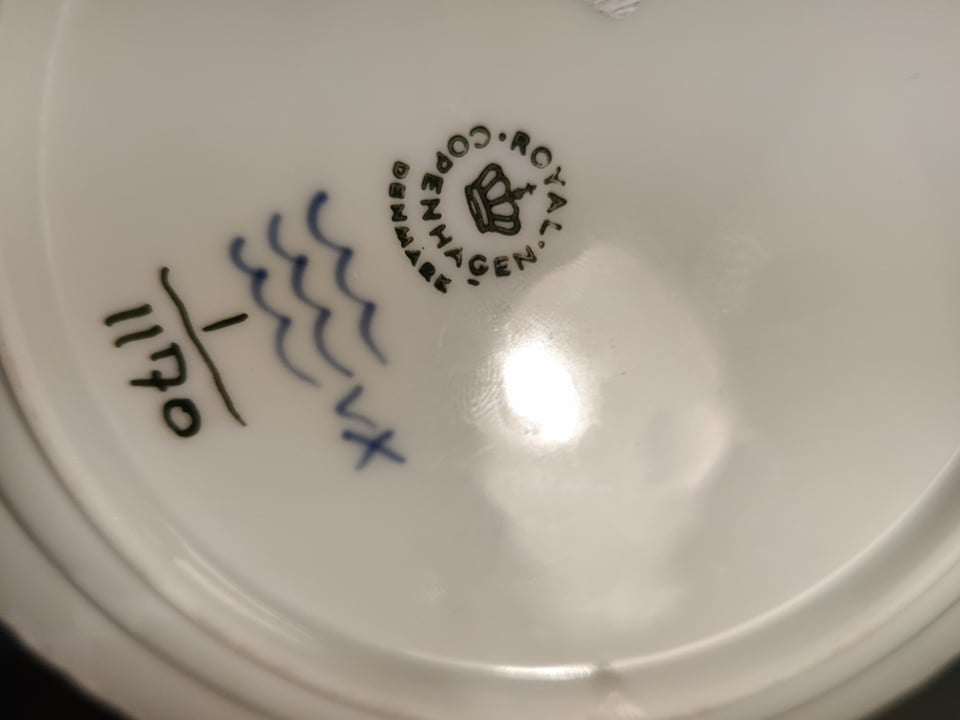 ROYAL · COPENHAGEN ·
DENMARK
1
1170